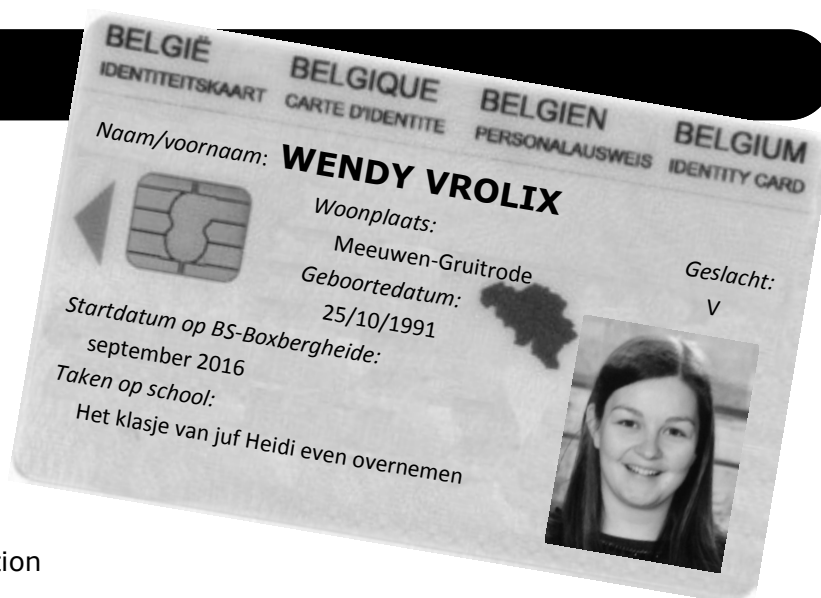 BELGIË
IDENTITEITSKAART
BELGIQUE
CARTE D'IDENTITE
BELGIEN
PERSONALAUSWEIS
BELGIUM
IDENTITY CARD
Naam/voornaam: WENDY VROLIX
Woonplaats:
Meeuwen-Gruitrode
Geslacht:
V
Geboortedatum:
25/10/1991
Startdatum op BS-Boxbergheide:
september 2016
Taken op school:
Het klasje van juf Heidi even overnemen
tion